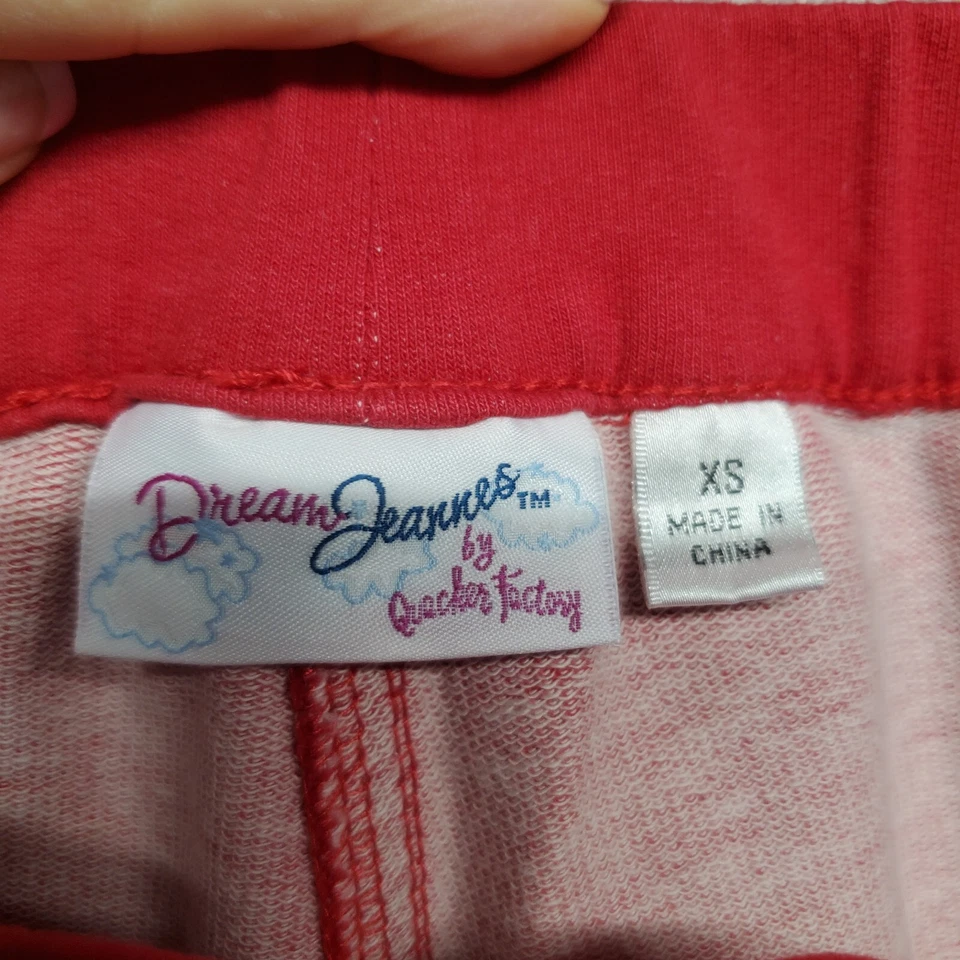 DreamJeannes™
by
Quacker Factory
XS
MADE IN
CHINA